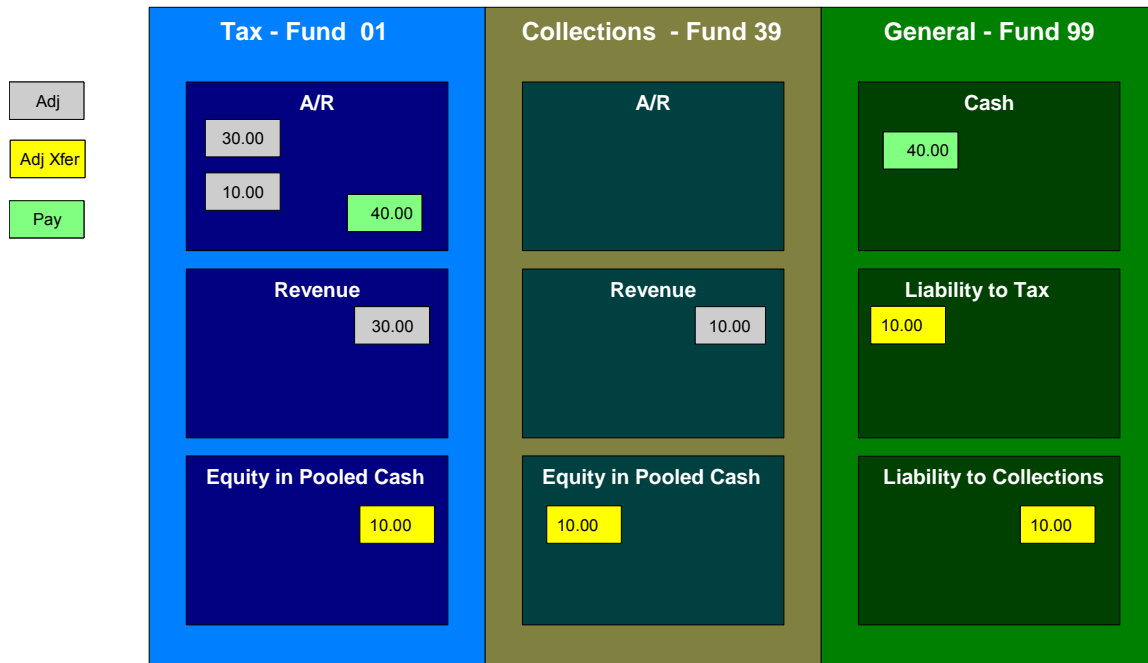 Tax - Fund 01
Collections - Fund 39
General - Fund 99
Adj
Adj Xfer
Pay
A/R
30.00
10.00
40.00
A/R
Cash
40.00
Revenue
30.00
Revenue
10.00
Liability to Tax
10.00
Equity in Pooled Cash
10.00
Equity in Pooled Cash
10.00
Liability to Collections
10.00